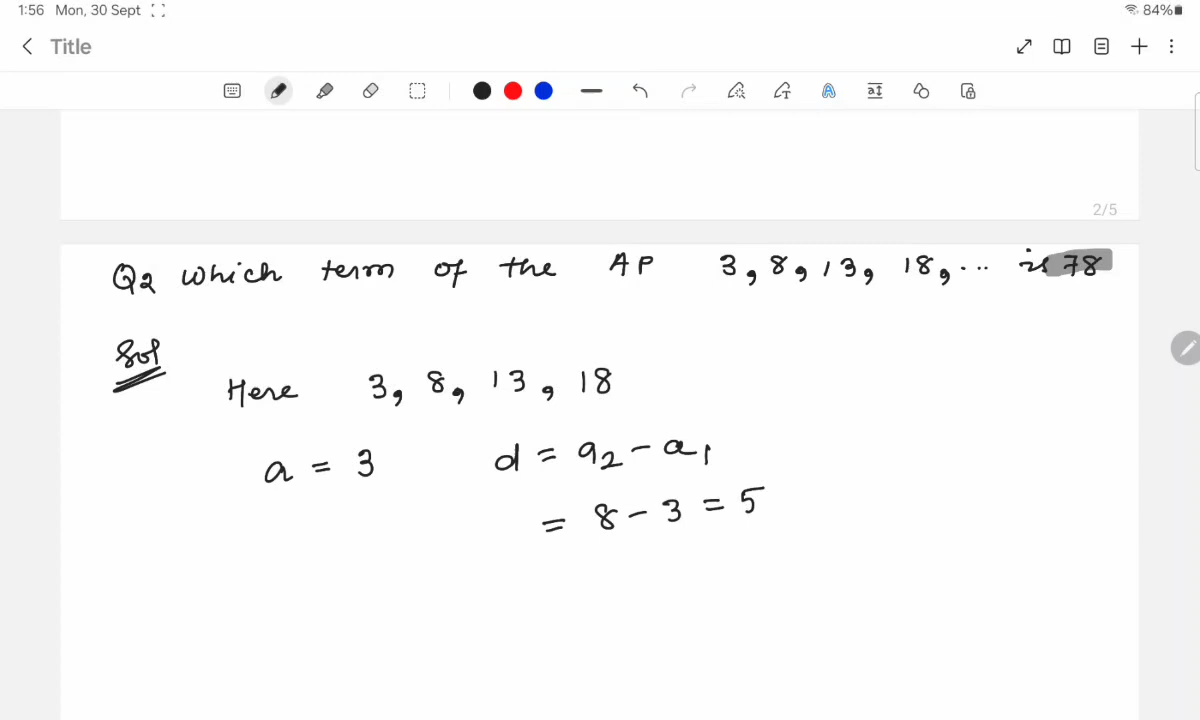 1:56 Mon, 30 Sept 84%
Title
2/5
Q2 which term of the AP 3, 8, 13, 18, ... is 78
Sol
Here 3, 8, 13, 18
a = 3 d = a2 - a1
= 8 - 3 = 5